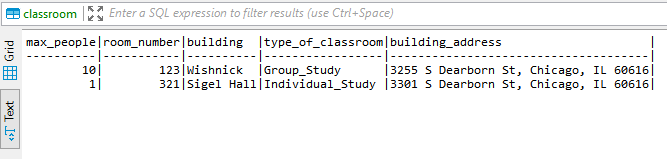 classroom Enter a SQL expression to filter results (use Ctrl+Space)
Grid
Text
max_people|room_number|building  |type_of_classroom|building_address                       |
----------+-----------+----------+-----------------+---------------------------------------+
        10|        123|Wishnick  |Group_Study      |3255 S Dearborn St, Chicago, IL 60616|
         1|        321|Sigel Hall|Individual_Study |3301 S Dearborn St, Chicago, IL 60616|